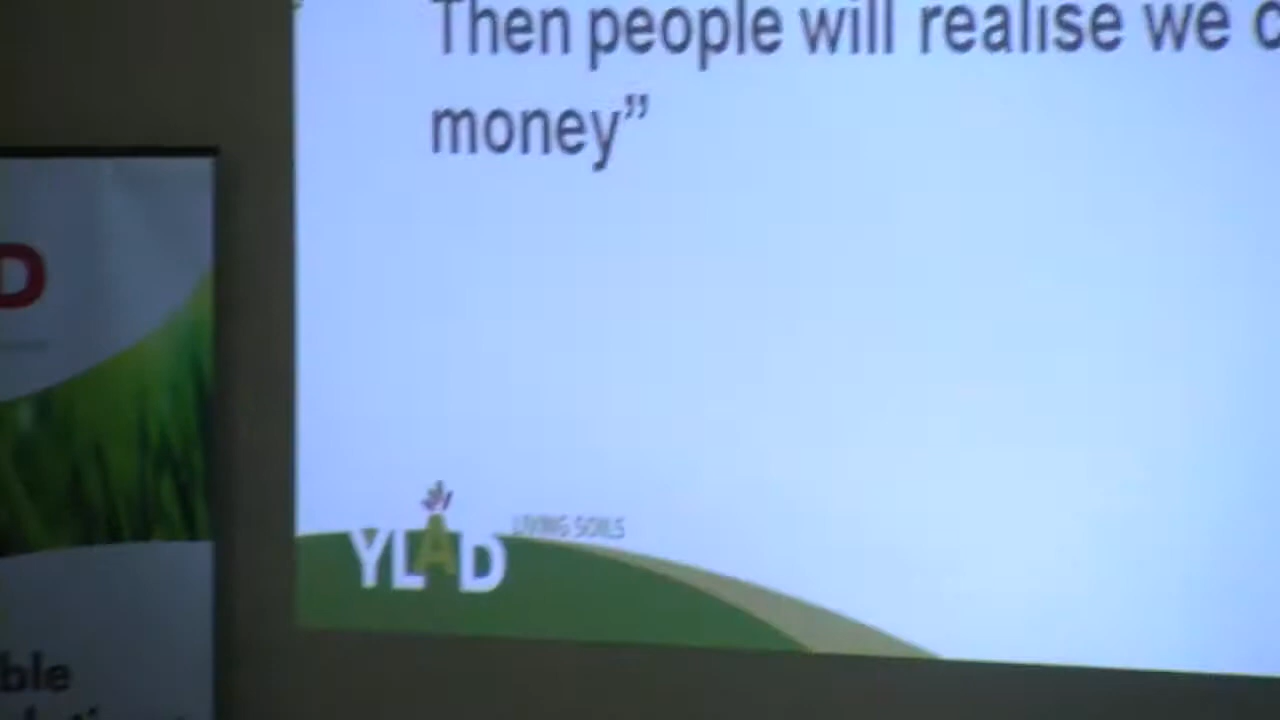 Then people will realise we
money”
YLAD
LIVING SOILS
D
ble